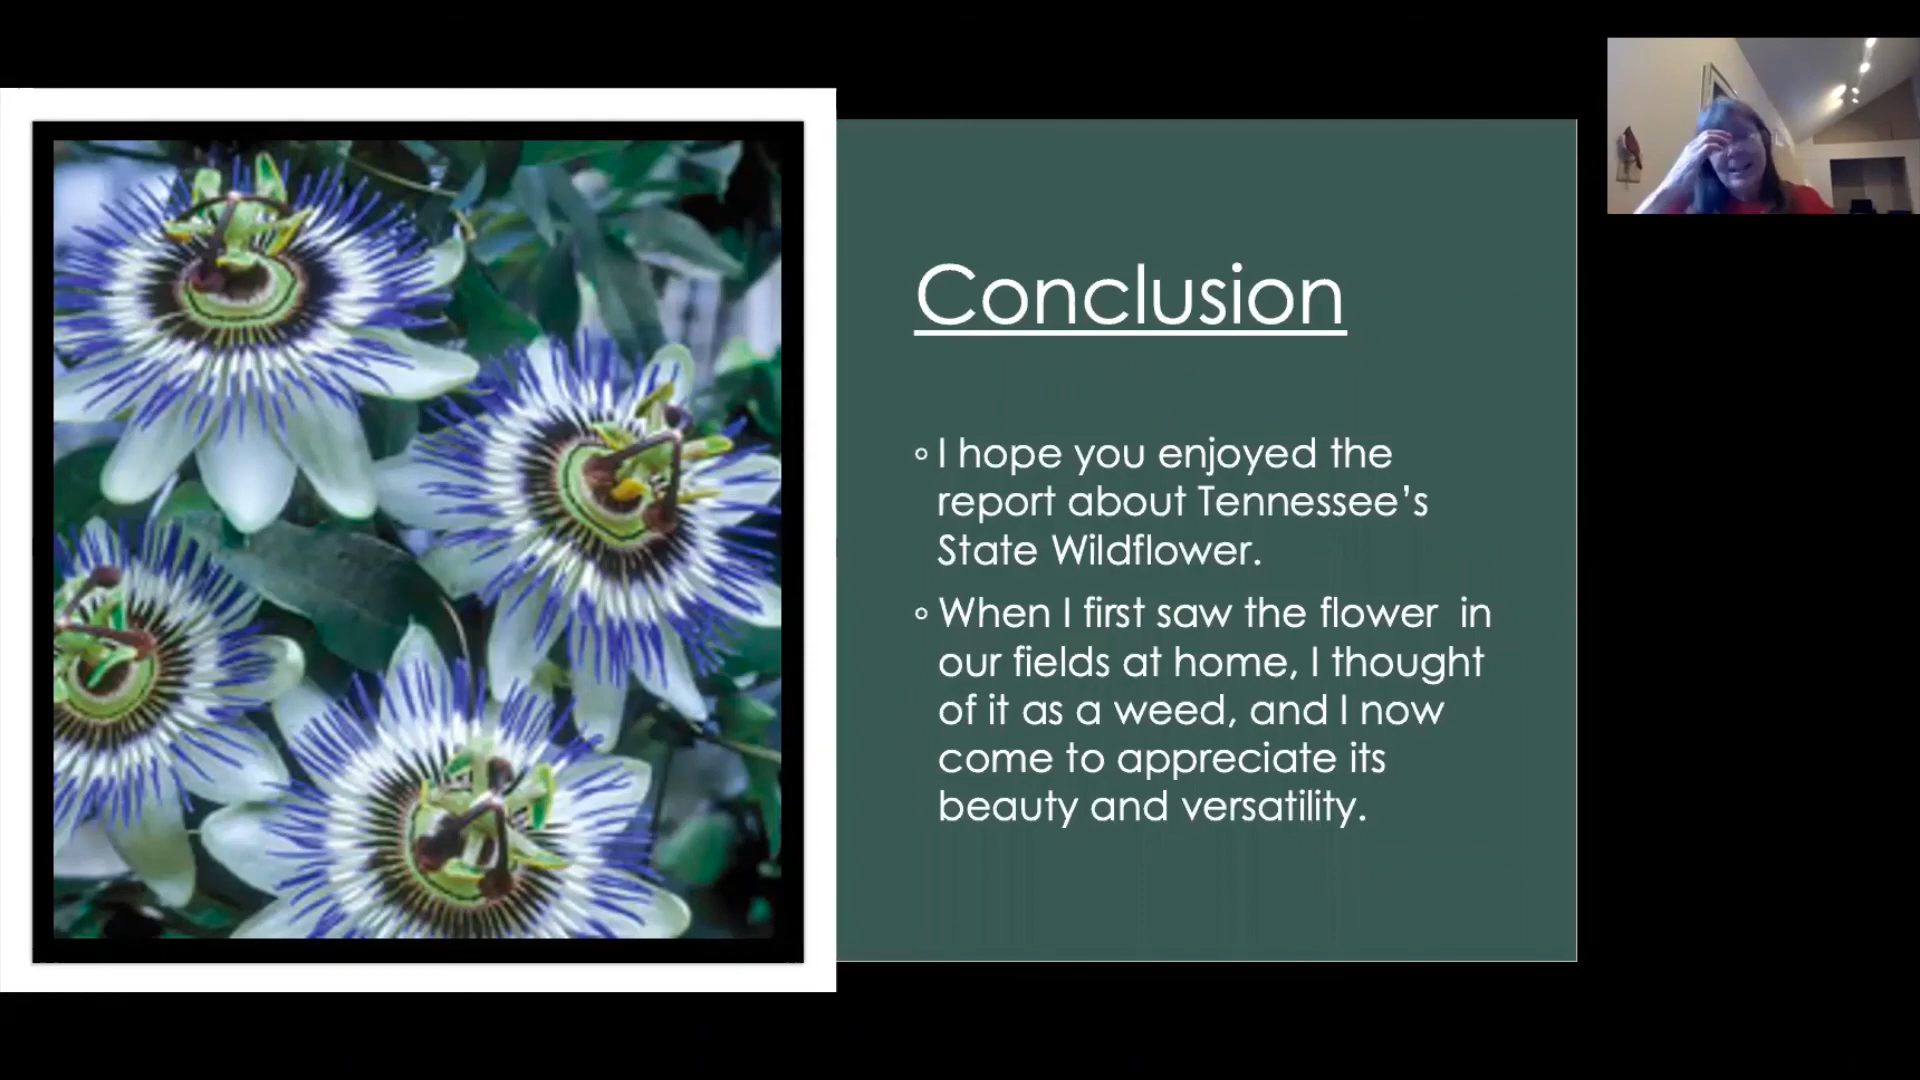 Conclusion
◦ I hope you enjoyed the
report about Tennessee’s
State Wildflower.
◦ When I first saw the flower  in
our fields at home, I thought
of it as a weed, and I now
come to appreciate its
beauty and versatility.